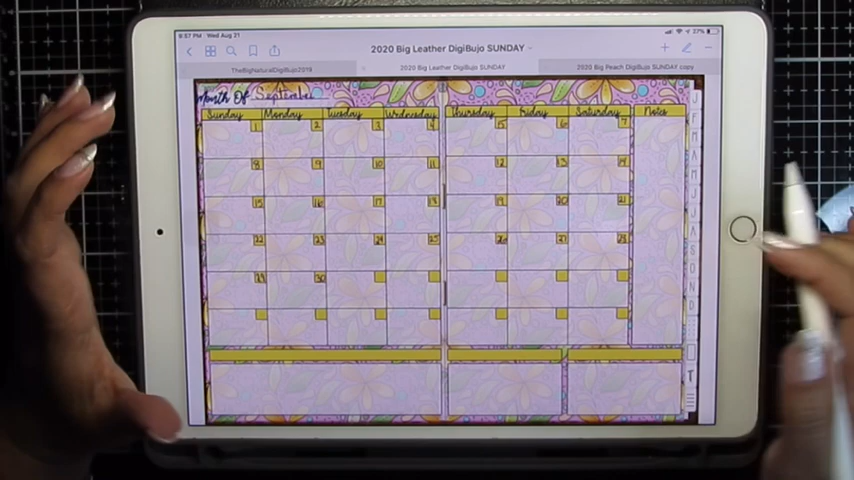 6:57 PM Wed Aug 21
37%
2020 Big Leather DigiBujo SUNDAY
TheBigNaturalDigiBujo2019
2020 Big Leather DigiBujo SUNDAY
2020 Big Peach DigiBujo SUNDAY copy
Month Of September
Sunday Monday Tuesday Wednesday Thursday Friday Saturday Notes
1 2 3 4 5 6 7
8 9 10 11 12 13 14
15 16 17 18 19 20 21
22 23 24 25 26 27 28
29 30
J
F
M
A
M
J
J
A
S
O
N
D
T